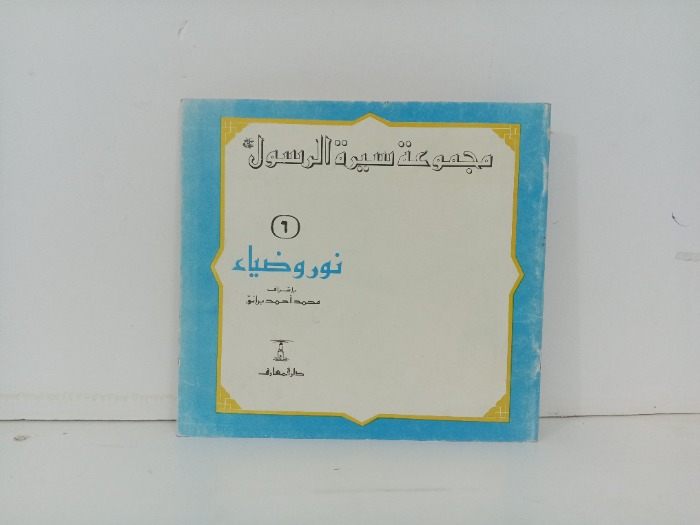 مجموعة سيرة الرسول ﷺ
٦
نور وضياء
بإشراف
محمد أحمد برانق
دار المعارف